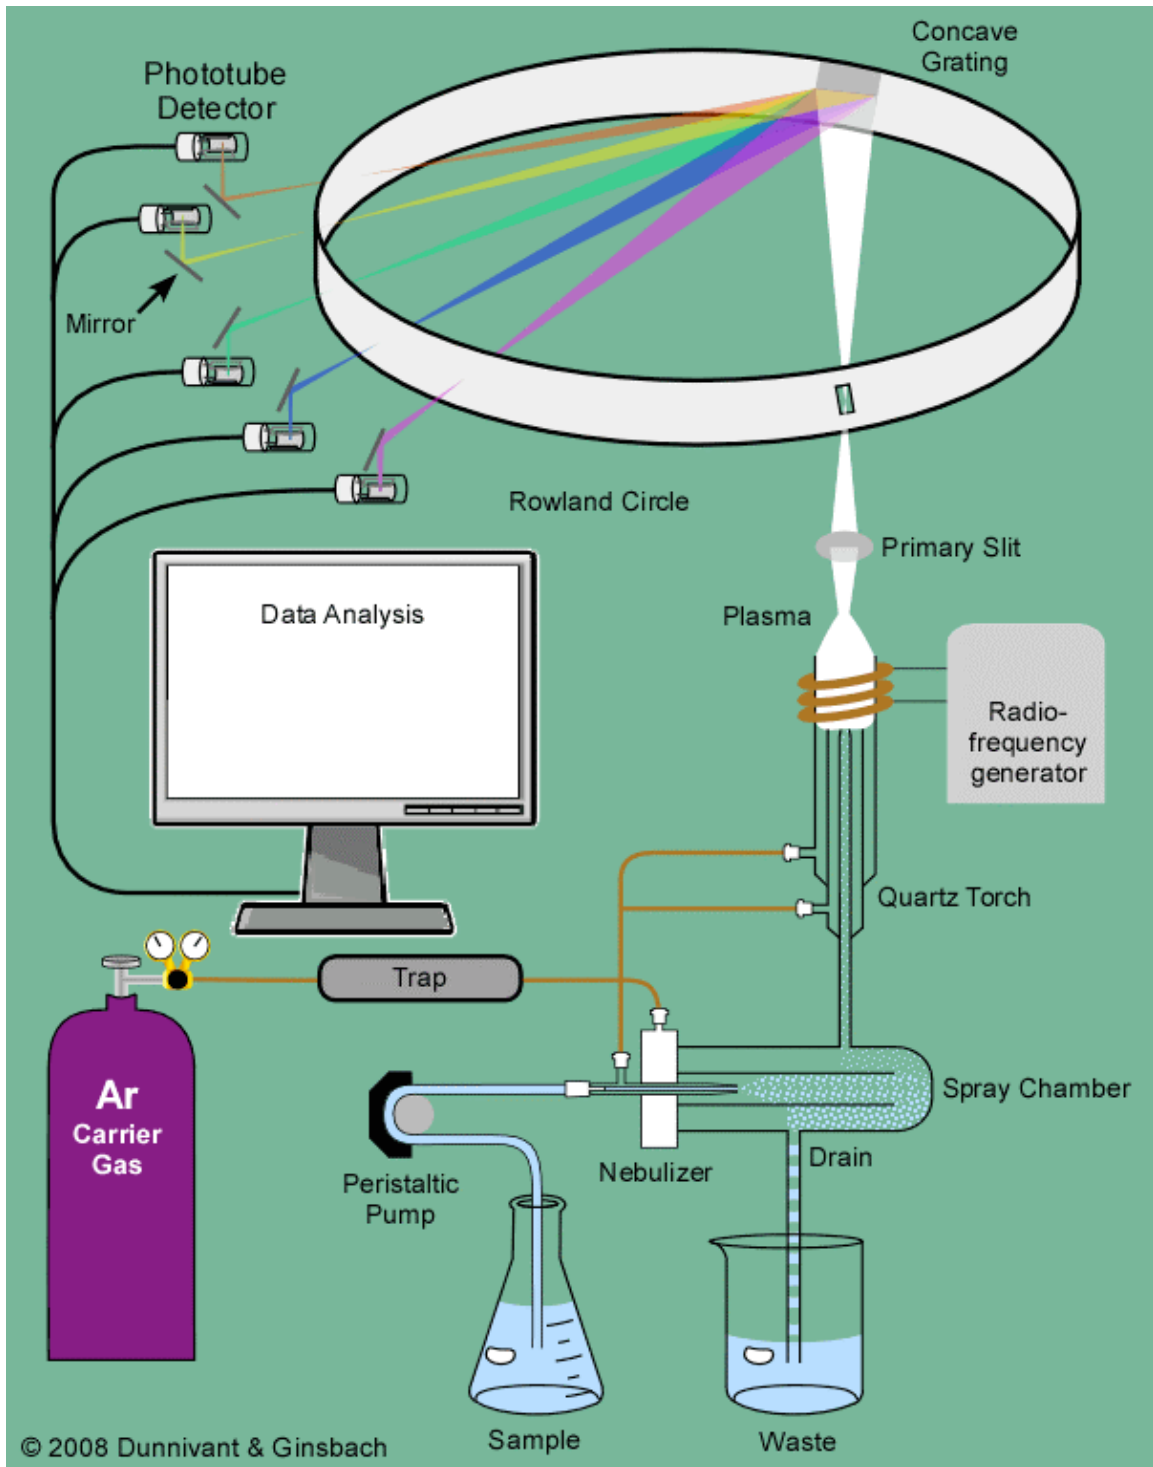 Concave
Grating
Phototube
Detector
Mirror
Rowland Circle
Primary Slit
Data Analysis
Plasma
Radio-
frequency
generator
Quartz Torch
Trap
Ar
Carrier
Gas
Spray Chamber
Nebulizer
Drain
Peristaltic
Pump
Sample
Waste
© 2008 Dunnivant & Ginsbach